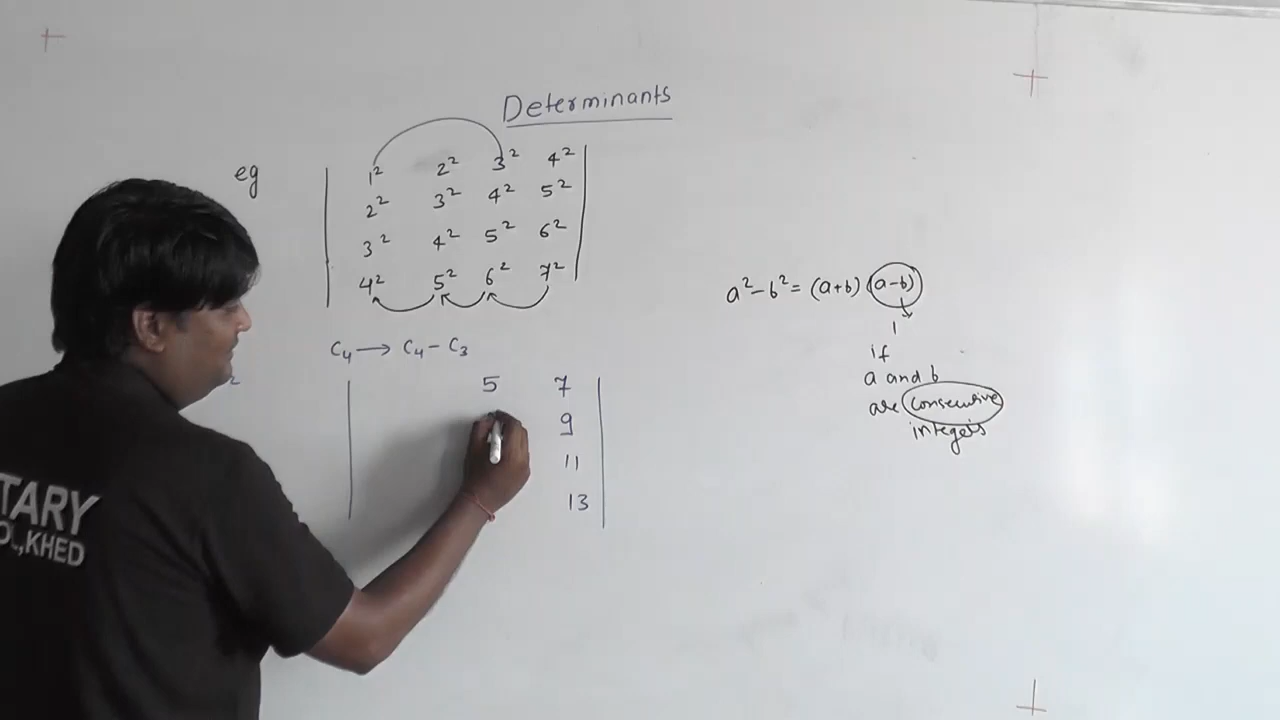 Determinants
eg
1² 2² 3² 4²
2² 3² 4² 5²
3² 4² 5² 6²
4² 5² 6² 7²
C₄ → C₄ – C₃
5 7
9
11
13
a² – b² = (a+b) (a–b)
1
if
a and b
are consecutive
integers
TARY
KHED